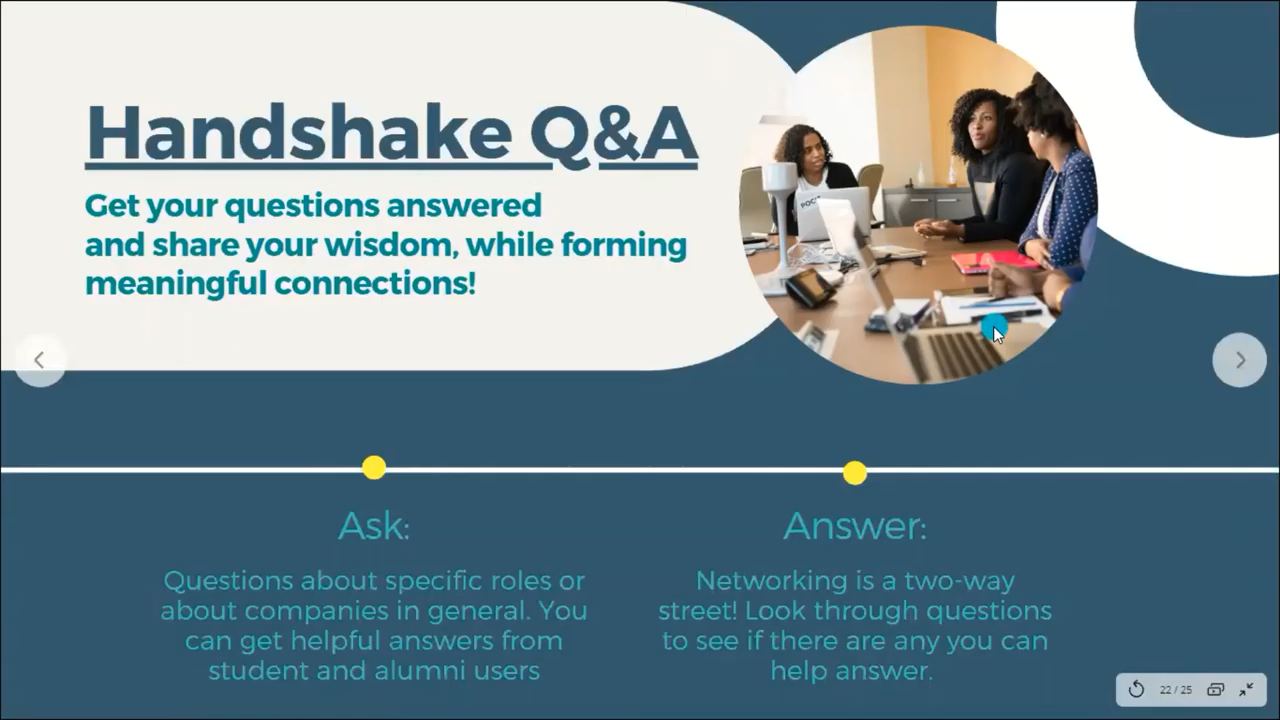 Handshake Q&A
Get your questions answered
and share your wisdom, while forming
meaningful connections!
Ask:
Questions about specific roles or
about companies in general. You
can get helpful answers from
student and alumni users
Answer:
Networking is a two-way
street! Look through questions
to see if there are any you can
help answer.
22 / 25